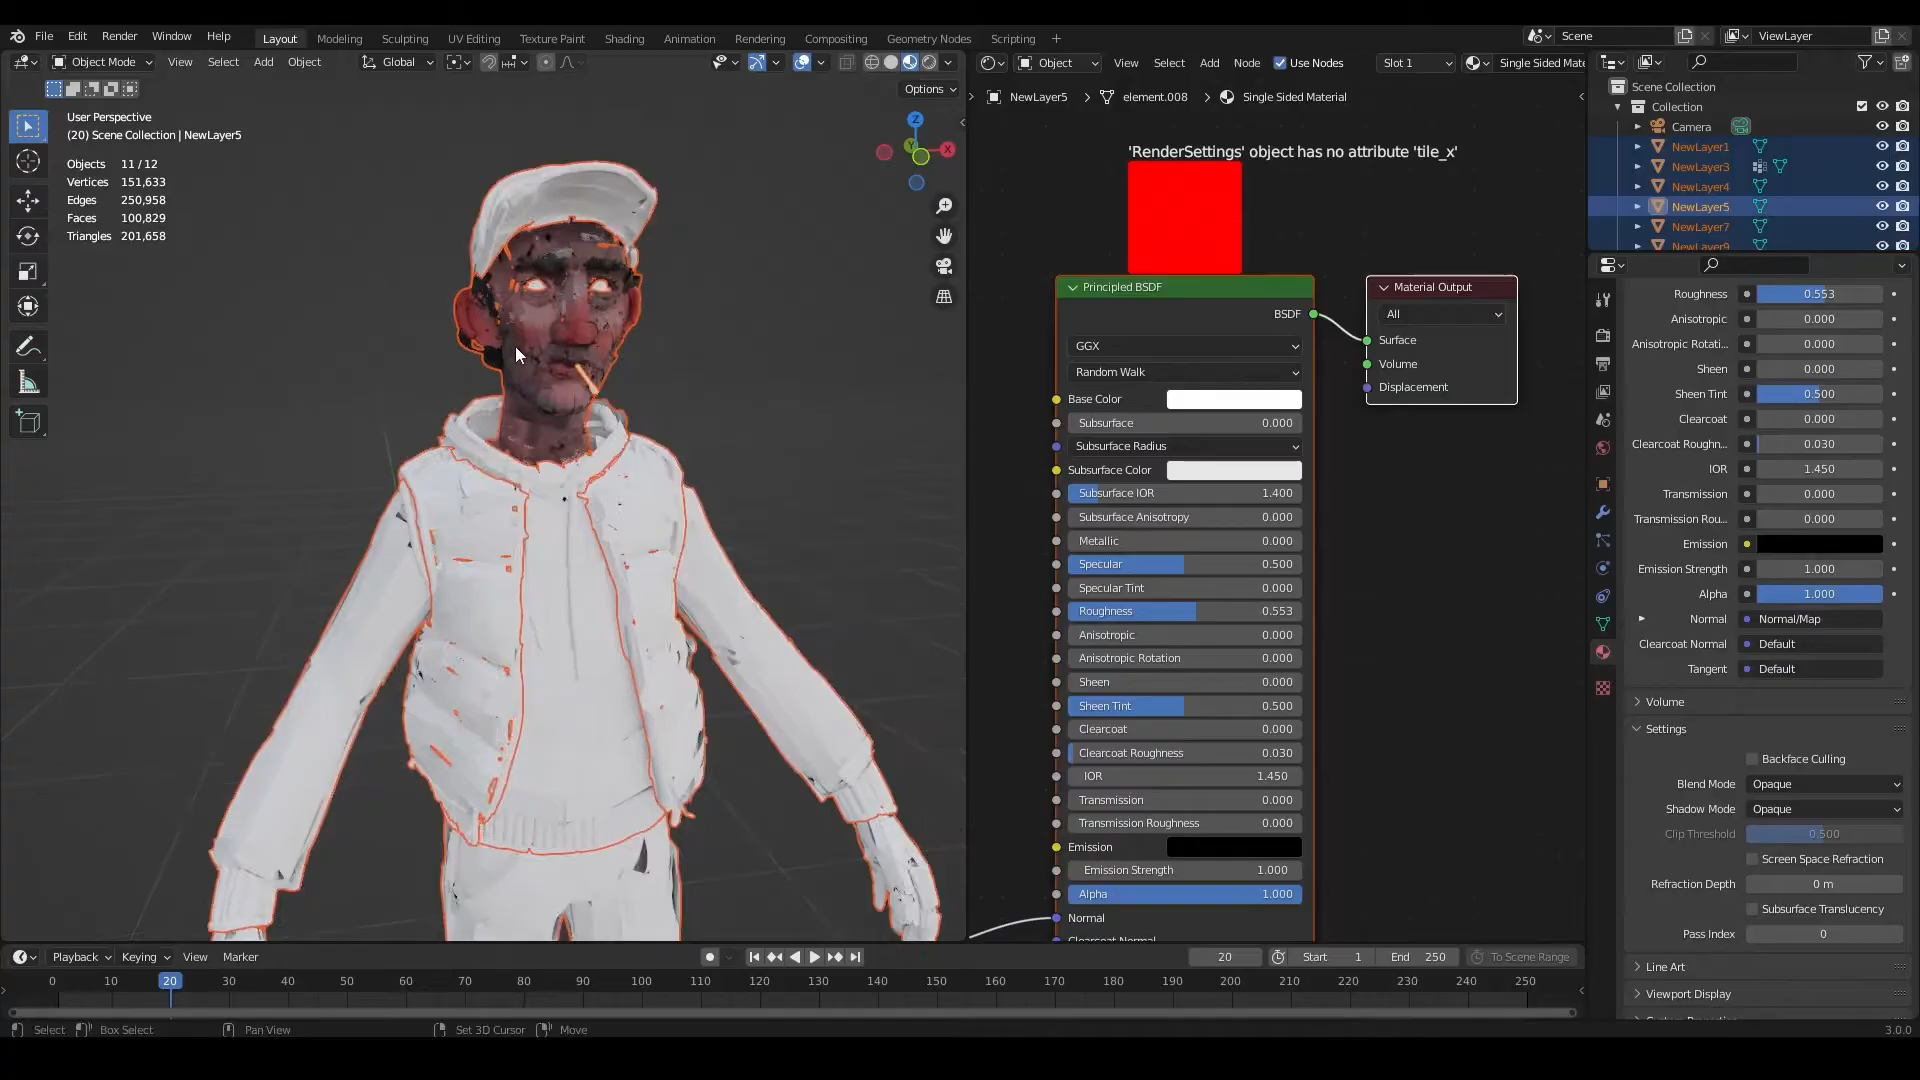 File Edit Render Window Help Layout Modeling Sculpting UV Editing Texture Paint Shading Animation Rendering Compositing Geometry Nodes Scripting + Scene ViewLayer
Object Mode View Select Add Object Global
Options
User Perspective
(20) Scene Collection | NewLayer5
Objects 11 / 12
Vertices 151,633
Edges 250,958
Faces 100,829
Triangles 201,658
Z
X
Y
Object View Select Add Node Use Nodes Slot 1 Single Sided Mate
NewLayer5 > element.008 > Single Sided Material
'RenderSettings' object has no attribute 'tile_x'
Principled BSDF
BSDF
GGX
Random Walk
Base Color
Subsurface 0.000
Subsurface Radius
Subsurface Color
Subsurface IOR 1.400
Subsurface Anisotropy 0.000
Metallic 0.000
Specular 0.500
Specular Tint 0.000
Roughness 0.553
Anisotropic 0.000
Anisotropic Rotation 0.000
Sheen 0.000
Sheen Tint 0.500
Clearcoat 0.000
Clearcoat Roughness 0.030
IOR 1.450
Transmission 0.000
Transmission Roughness 0.000
Emission
Emission Strength 1.000
Alpha 1.000
Normal
Clearcoat Normal
Material Output
All
Surface
Volume
Displacement
Scene Collection
Collection
Camera
NewLayer1
NewLayer3
NewLayer4
NewLayer5
NewLayer7
NewLayer9
Roughness 0.553
Anisotropic 0.000
Anisotropic Rotati... 0.000
Sheen 0.000
Sheen Tint 0.500
Clearcoat 0.000
Clearcoat Roughn... 0.030
IOR 1.450
Transmission 0.000
Transmission Rou... 0.000
Emission
Emission Strength 1.000
Alpha 1.000
Normal Normal/Map
Clearcoat Normal Default
Tangent Default
Volume
Settings
Backface Culling
Blend Mode Opaque
Shadow Mode Opaque
Clip Threshold 0.500
Screen Space Refraction
Refraction Depth 0 m
Subsurface Translucency
Pass Index 0
Line Art
Viewport Display
Playback Keying View Marker 20 Start 1 End 250 To Scene Range
0 10 20 30 40 50 60 70 80 90 100 110 120 130 140 150 160 170 180 190 200 210 220 230 240 250
Select Box Select Pan View Set 3D Cursor Move 3.0.0